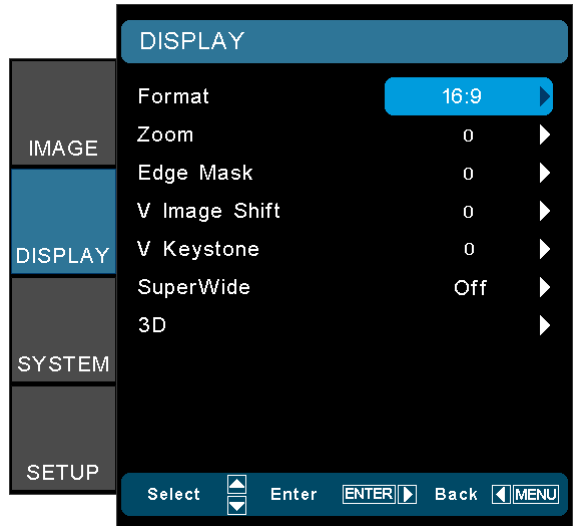 DISPLAY
IMAGE
DISPLAY
SYSTEM
SETUP
Format 16:9
Zoom 0
Edge Mask 0
V Image Shift 0
V Keystone 0
SuperWide Off
3D
Select Enter ENTER Back MENU